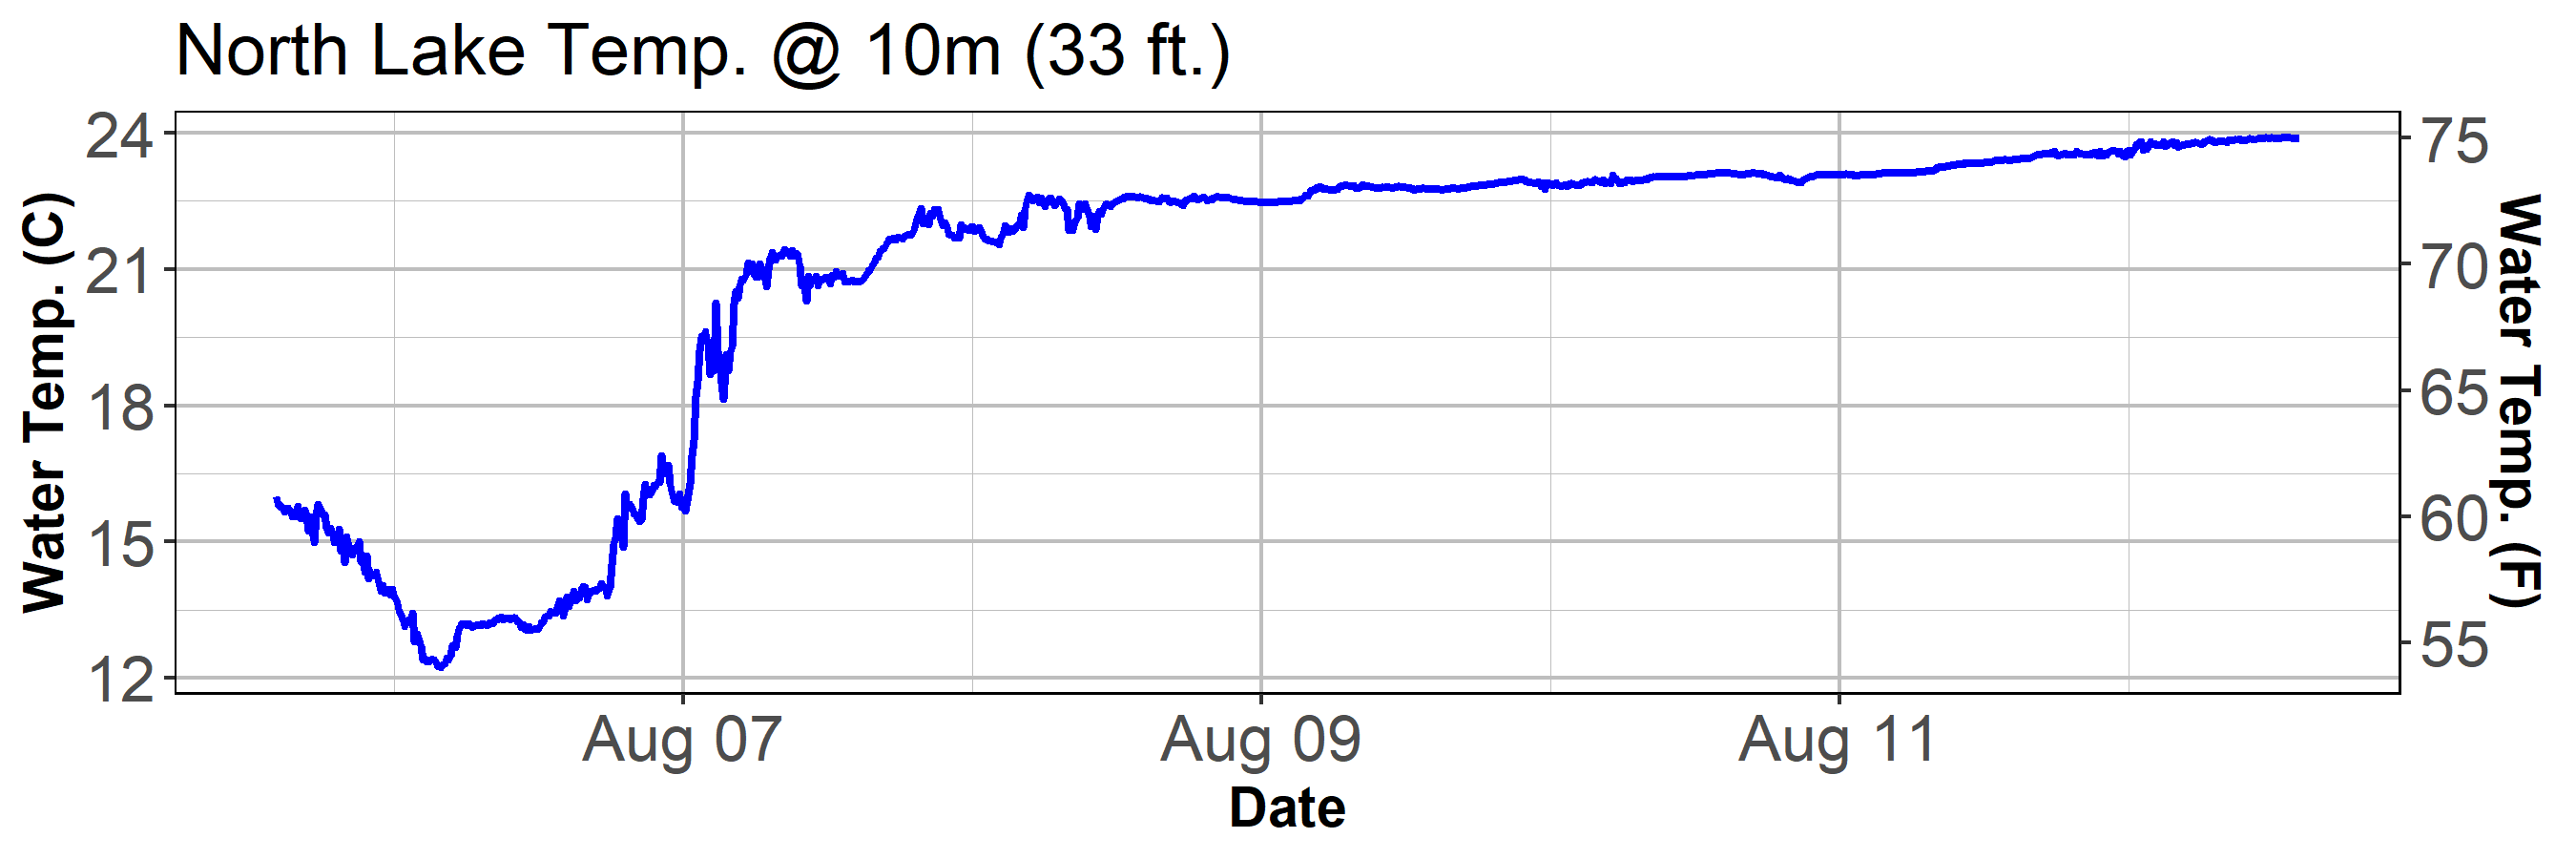 North Lake Temp. @ 10m (33 ft.)
Water Temp. (C)
24
21
18
15
12
75
70
65
60
55
Water Temp. (F)
Aug 07
Aug 09
Aug 11
Date